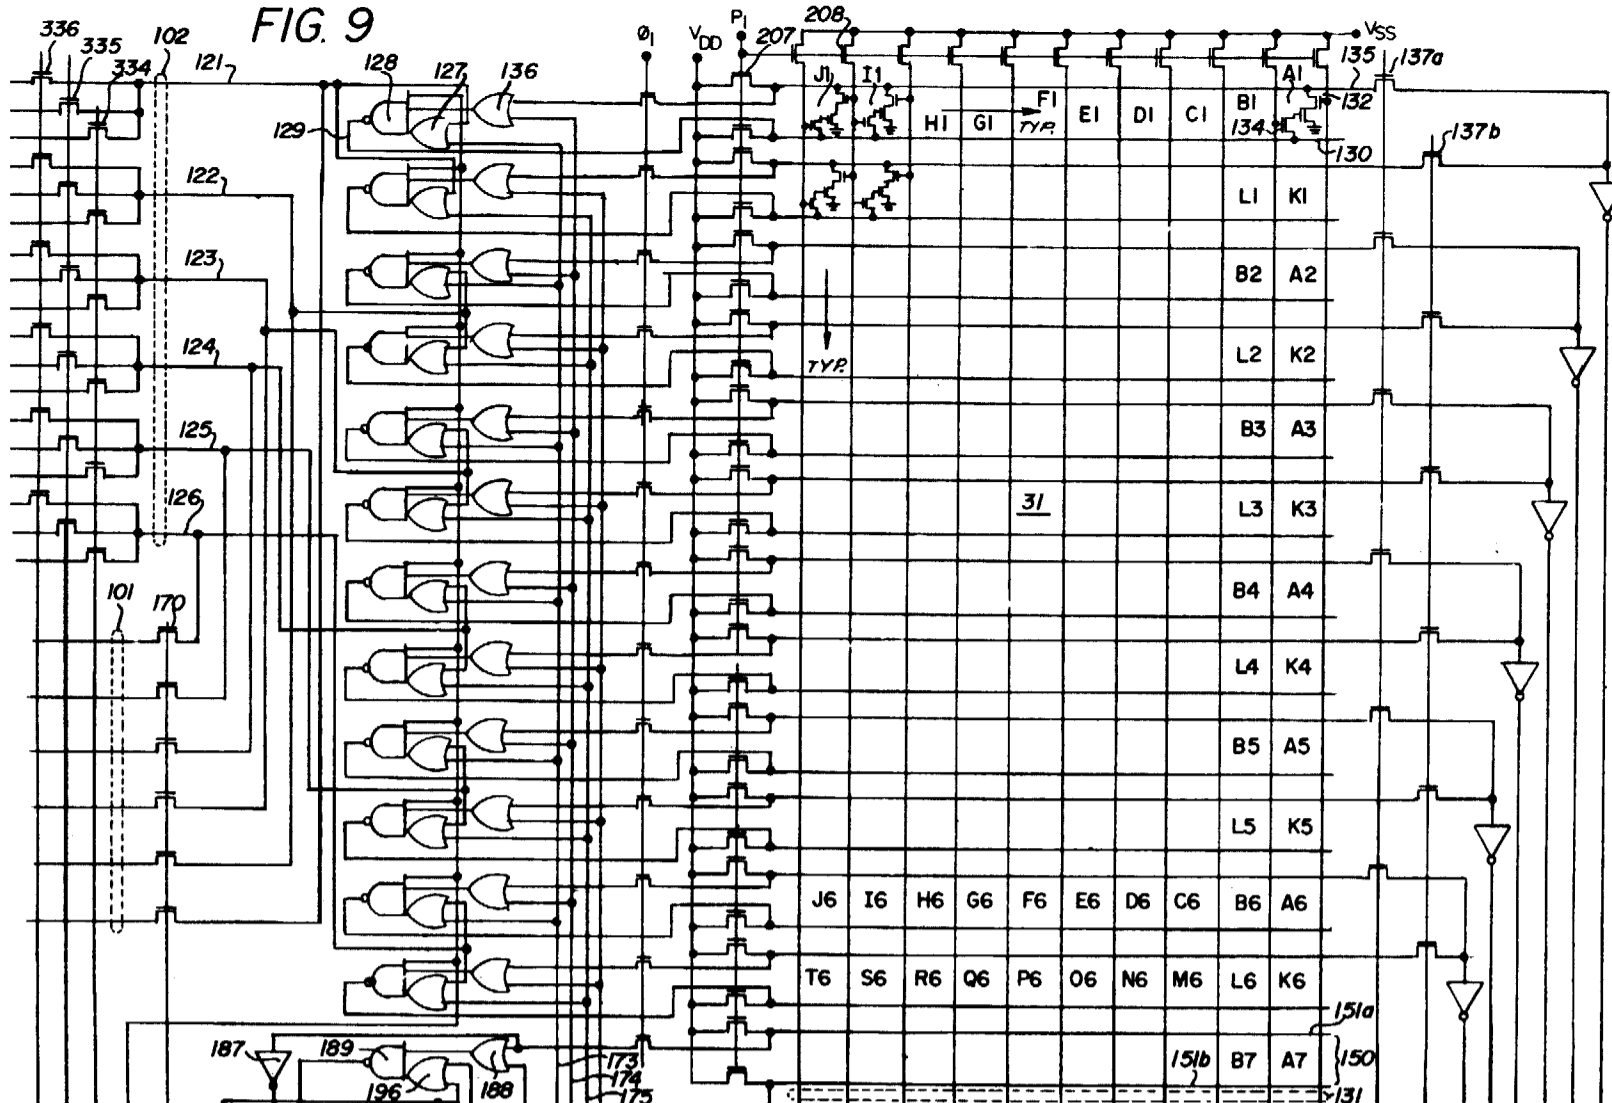 FIG. 9
336
335
334
102
121
128
127
136
129
Ø1
VDD
P1
207
208
VSS
137a
135
132
J1 I1 H1 G1 F1 E1 D1 C1 B1 A1
TYP.
134
130
137b
122
L1 K1
123
B2 A2
TYP.
124
L2 K2
125
B3 A3
126
31
L3 K3
101
170
B4 A4
L4 K4
B5 A5
L5 K5
J6 I6 H6 G6 F6 E6 D6 C6 B6 A6
T6 S6 R6 Q6 P6 O6 N6 M6 L6 K6
151a
187
189
196
188
173
174
175
151b
B7 A7
150
131